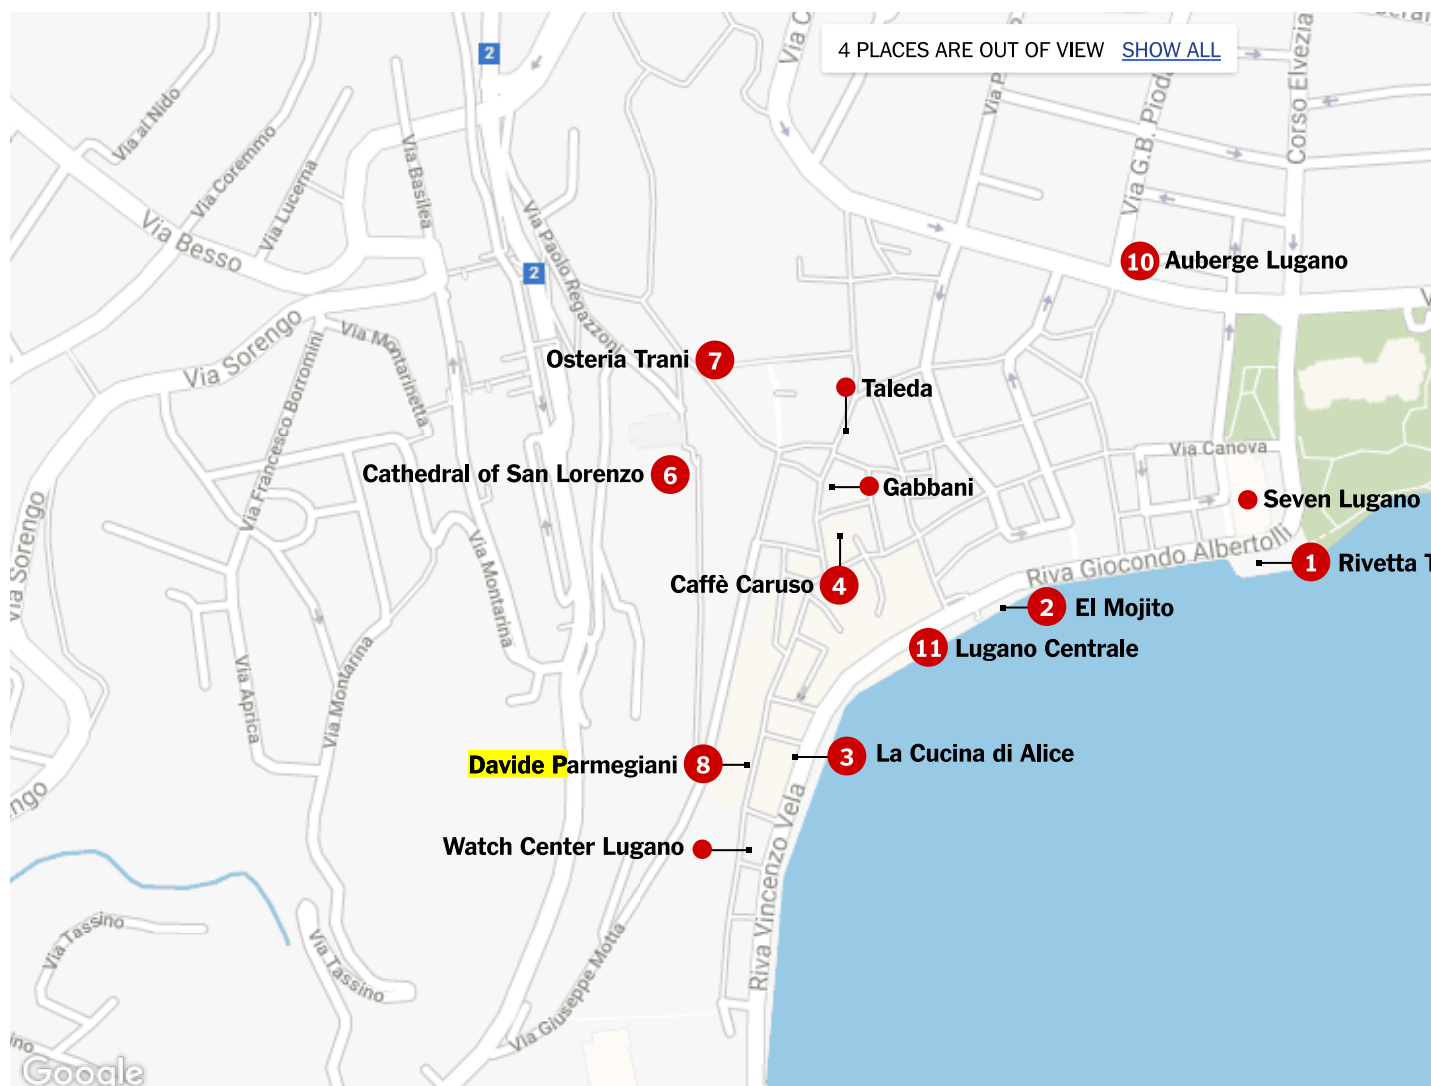 4 PLACES ARE OUT OF VIEW SHOW ALL
2
Via al Nido
Via Coremmo
Via Lucerna
Via Basilea
Via Besso
Via Paolo Regazzoni
2
Via G.B. Pioda
Corso Elvezia
10 Auberge Lugano
Via Sorengo
Via Montarinetta
Via Francesco Borromini
Osteria Trani 7
Taleda
Cathedral of San Lorenzo 6
Gabbani
Via Canova
Seven Lugano
Via Sorengo
Via Montarina
Caffè Caruso 4
Riva Giocondo Albertolli
1 Rivetta T
2 El Mojito
11 Lugano Centrale
Via Aprica
Via Montarina
Davide Parmegiani 8
3 La Cucina di Alice
Watch Center Lugano
Riva Vincenzo Vela
Via Tassino
Via Tassino
Via Giuseppe Motta
Google